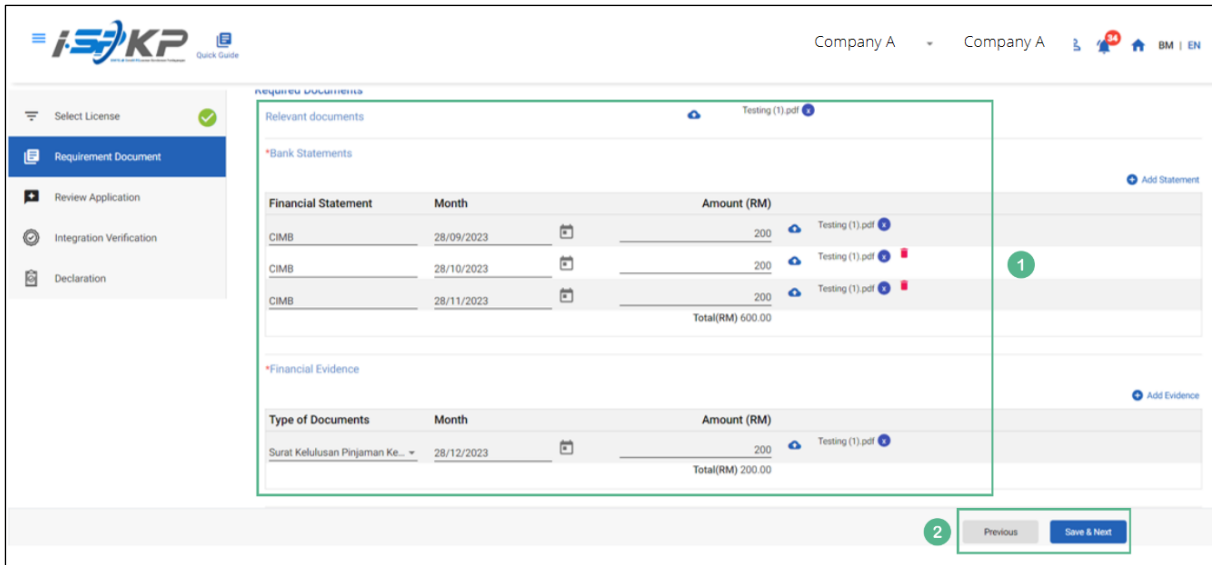 i-SPKP
Quick Guide
Company A
Company A
34
BM | EN
Select License
Requirement Document
Review Application
Integration Verification
Declaration
Required Documents
Relevant documents
Testing (1).pdf x
*Bank Statements
Add Statement
Financial Statement Month Amount (RM)
CIMB 28/09/2023 200 Testing (1).pdf x
CIMB 28/10/2023 200 Testing (1).pdf x
CIMB 28/11/2023 200 Testing (1).pdf x
Total(RM) 600.00
1
*Financial Evidence
Add Evidence
Type of Documents Month Amount (RM)
Surat Kelulusan Pinjaman Ke... 28/12/2023 200 Testing (1).pdf x
Total(RM) 200.00
2
Previous
Save & Next